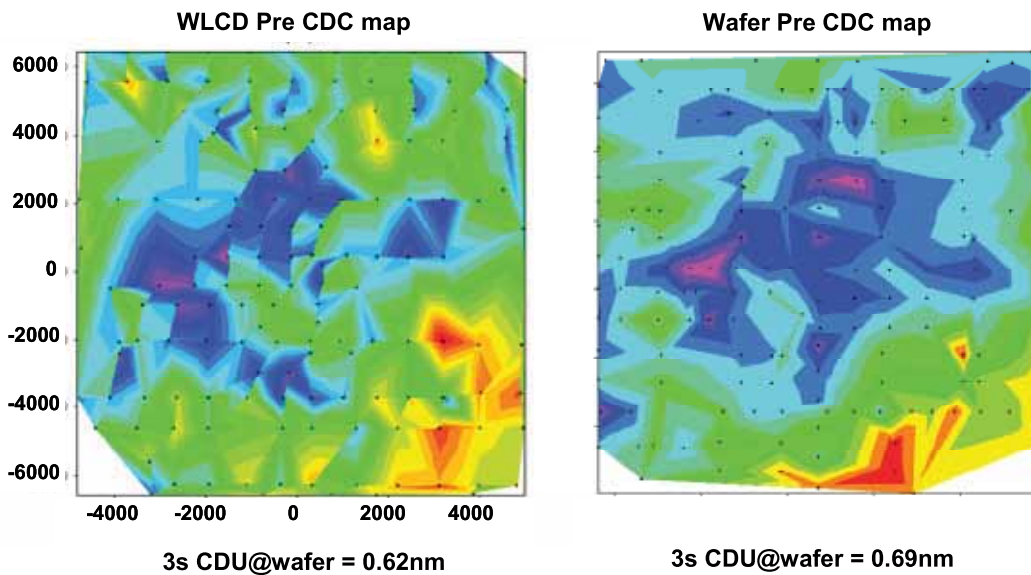 WLCD Pre CDC map
Wafer Pre CDC map
6000
4000
2000
0
-2000
-4000
-6000
-4000 -2000 0 2000 4000
3s CDU@wafer = 0.62nm
3s CDU@wafer = 0.69nm